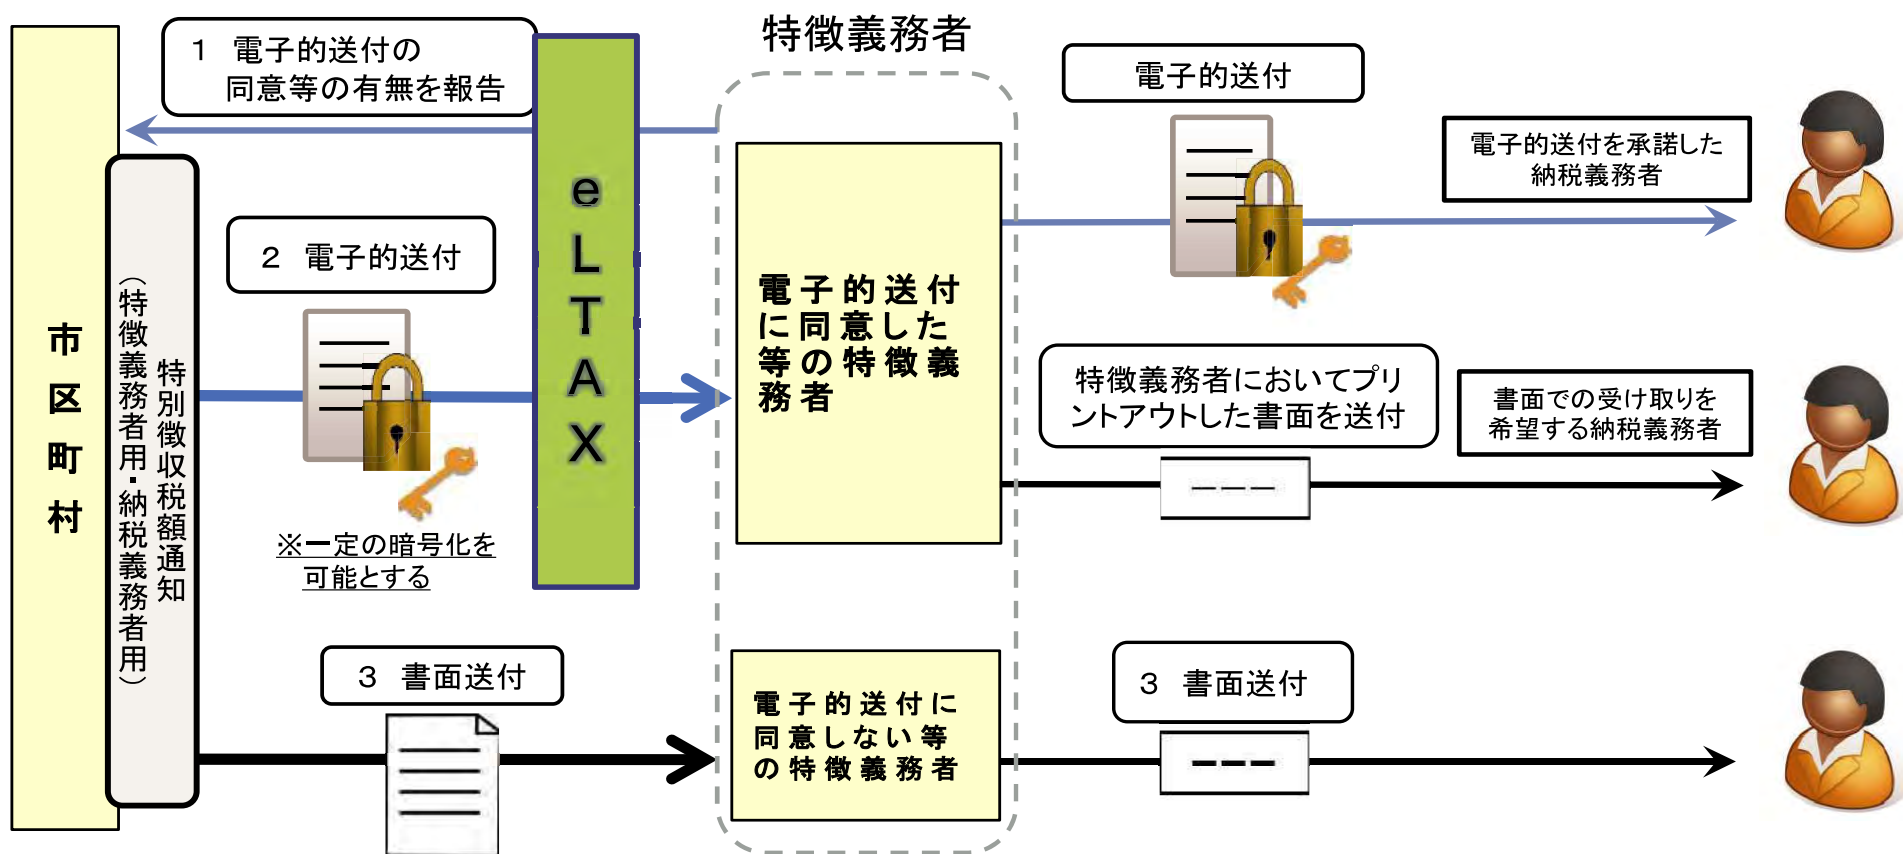 特徴義務者
1 電子的送付の
同意等の有無を報告
電子的送付
電子的送付を承諾した
納税義務者
2 電子的送付
eLTAX
市区町村
特別徴収税額通知
（特徴義務者用・納税義務者用）
電子的送付
に同意した
等の特徴義
務者
特徴義務者においてプリ
ントアウトした書面を送付
書面での受け取りを
希望する納税義務者
※一定の暗号化を
可能とする
3 書面送付
電子的送付に
同意しない等
の特徴義務者
3 書面送付